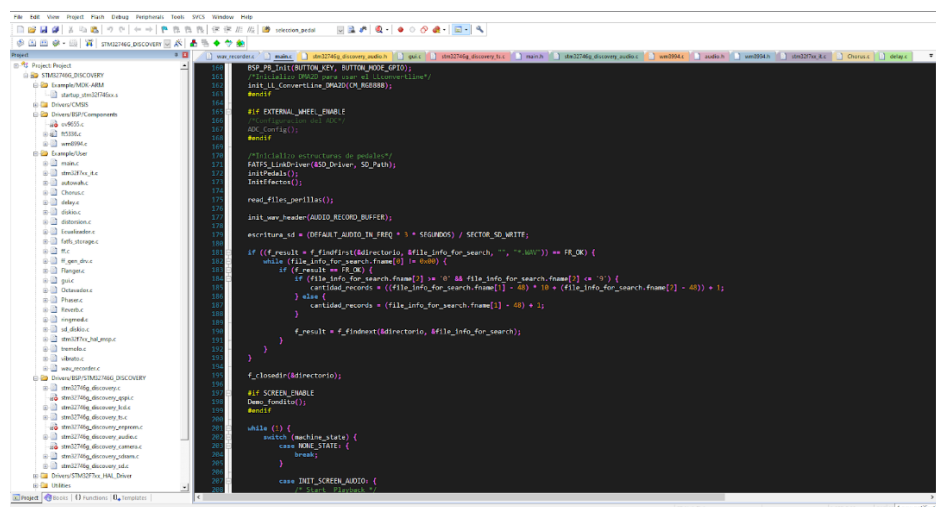 File Edit View Project Flash Debug Peripherals Tools SVCS Window Help
seleccion_pedal
STM32746G_DISCOVERY
Project
wav_recorder.c main.c stm32746g_discovery_audio.h gui.c stm32746g_discovery_ts.c main.h stm32746g_discovery_audio.c wm8994.c audio.h wm8994.h stm32f7xx_it.c Chorus.c delay.c
Project: Project
STM32746G_DISCOVERY
Example/MDK-ARM
startup_stm32f746xx.s
Drivers/CMSIS
Drivers/BSP/Components
ov9655.c
ft5336.c
wm8994.c
Example/User
main.c
stm32f7xx_it.c
autowah.c
Chorus.c
delay.c
diskio.c
distorsion.c
Ecualizador.c
fatfs_storage.c
ff.c
ff_gen_drv.c
Flanger.c
gui.c
Octavador.c
Phaser.c
Reverb.c
ringmod.c
sd_diskio.c
stm32f7xx_hal_msp.c
tremolo.c
vibrato.c
wav_recorder.c
Drivers/BSP/STM32746G_DISCOVERY
stm32746g_discovery.c
stm32746g_discovery_qspi.c
stm32746g_discovery_lcd.c
stm32746g_discovery_ts.c
stm32746g_discovery_eeprom.c
stm32746g_discovery_audio.c
stm32746g_discovery_camera.c
stm32746g_discovery_sdram.c
stm32746g_discovery_sd.c
Drivers/STM32F7xx_HAL_Driver
Utilities
Project Books Functions Templates
160 BSP_PB_Init(BUTTON_KEY, BUTTON_MODE_GPIO);
161 /*Inicializo DMA2D para usar el LLconvertline*/
162 init_LL_ConvertLine_DMA2D(CM_RGB888);
163 #endif
164
165 #if EXTERNAL_WHEEL_ENABLE
166 /*Configuracion del ADC*/
167 ADC_Config();
168 #endif
169
170 /*Inicializo estructuras de pedales*/
171 FATFS_LinkDriver(&SD_Driver, SD_Path);
172 initPedals();
173 InitEffectos();
174
175 read_files_perillas();
176
177 init_wav_header(AUDIO_RECORD_BUFFER);
178
179 escritura_sd = (DEFAULT_AUDIO_IN_FREQ * 3 * SEGUNDOS) / SECTOR_SD_WRITE;
180
181 if ((f_result = f_findfirst(&directorio, &file_info_for_search, "", "*.WAV")) == FR_OK) {
182 while (file_info_for_search.fname[0] != 0x00) {
183 if (f_result == FR_OK) {
184 if (file_info_for_search.fname[2] >= '0' && file_info_for_search.fname[2] <= '9') {
185 cantidad_records = ((file_info_for_search.fname[1] - 48) * 10 + (file_info_for_search.fname[2] - 48)) + 1;
186 } else {
187 cantidad_records = (file_info_for_search.fname[1] - 48) + 1;
188 }
189
190 f_result = f_findnext(&directorio, &file_info_for_search);
191 }
192 }
193 }
194
195 f_closedir(&directorio);
196
197 #if SCREEN_ENABLE
198 Demo_fondito();
199 #endif
200
201 while (1) {
202 switch (machine_state) {
203 case NONE_STATE: {
204 break;
205 }
206
207 case INIT_SCREEN_AUDIO: {
208 /* Start Playback */